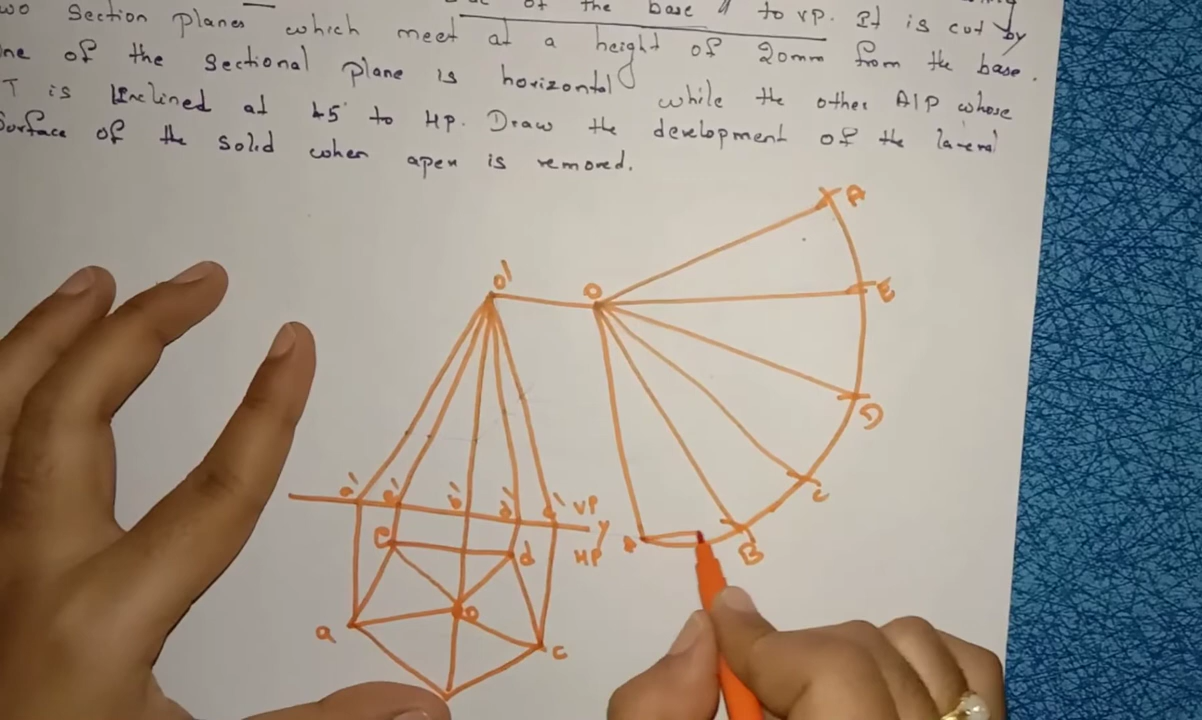 wo Section planes which meet at a height of 20mm from the base.
of the base to VP. It is cut by
ne of the sectional plane is horizontal while the other AIP whose
T is Inclined at 45° to HP. Draw the development of the lateral
Surface of the solid when apex is removed.
o' O A
E
D
C
B
a' e' b' d' c' VP
Y
HP
e d
o
a c